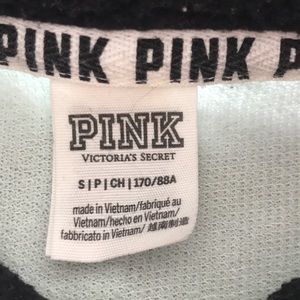 PINK PINK PINK
PINK
VICTORIA'S SECRET
S|P|CH|170/88A
made in Vietnam/fabriqué au
Vietnam/hecho en Vietnam/
fabbricato in Vietnam/越南制造